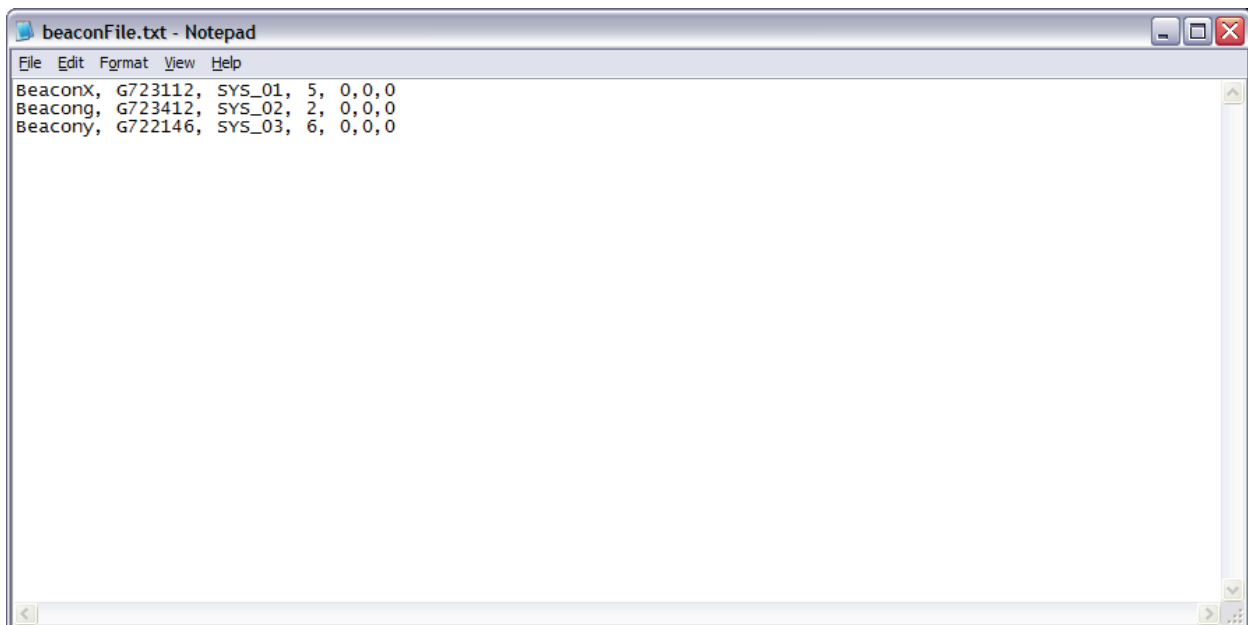 beaconFile.txt - Notepad
File Edit Format View Help
BeaconX, G723112, SYS_01, 5, 0,0,0
Beacong, G723412, SYS_02, 2, 0,0,0
Beacony, G722146, SYS_03, 6, 0,0,0